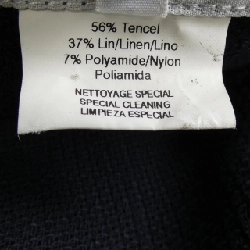 56% Tencel
37% Lin/Linen/Lino
7% Polyamide/Nylon
Poliamida
NETTOYAGE SPECIAL
SPECIAL CLEANING
LIMPIEZA ESPECIAL